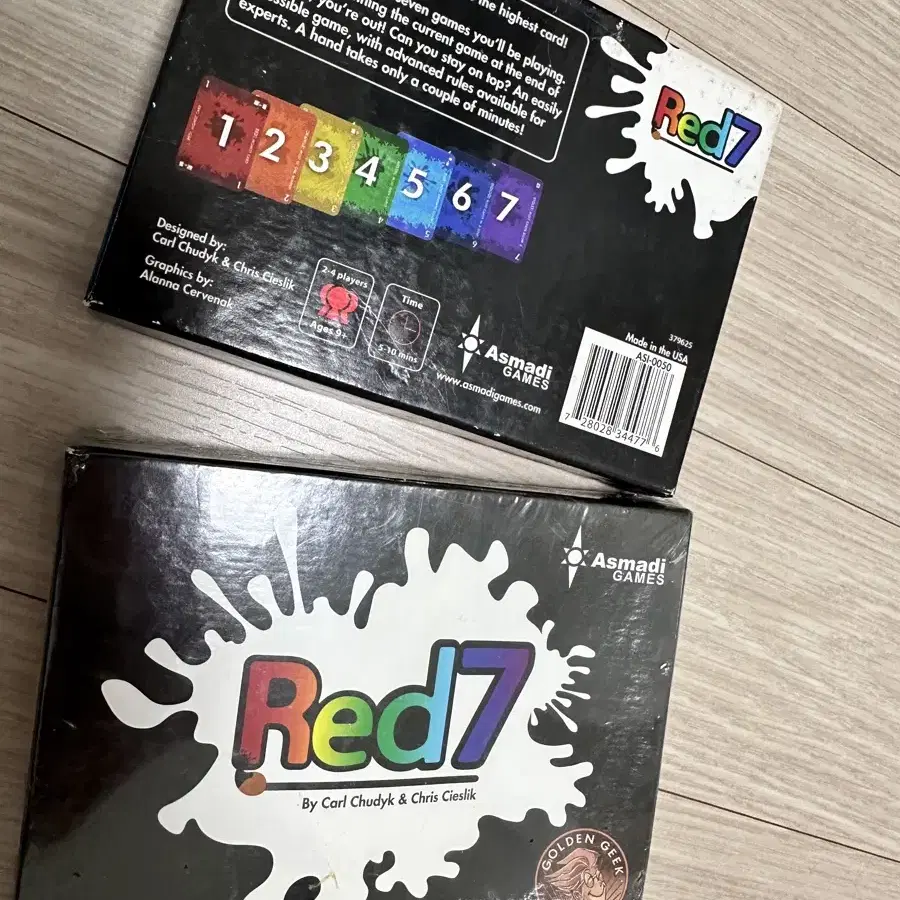 the highest card!
seven games you'll be playing.
the current game at the end of
you're out! Can you stay on top? An easily
game, with advanced rules available for
experts. A hand takes only a couple of minutes!
Red7
1
2
3
4
5
6
7
Designed by:
Carl Chudyk & Chris Cieslik
Graphics by:
Alanna Cervenak
2-4 players
Ages 9+
Time
5-10 mins
Asmadi
GAMES
www.asmadigames.com
379625
Made in the USA
ASI-0050
7 28028 34477 6
Asmadi
GAMES
Red7
By Carl Chudyk & Chris Cieslik
GOLDEN GEEK